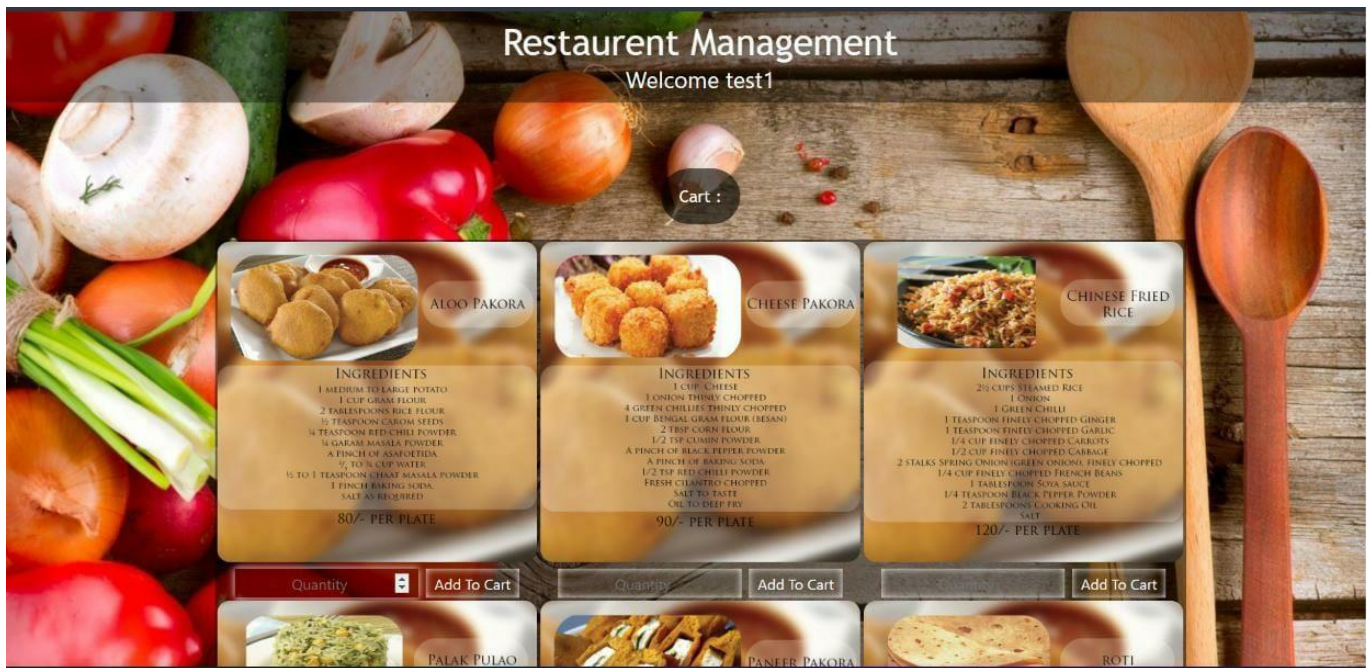 Restaurent Management
Welcome test1
Cart :
Aloo Pakora
Ingredients
1 medium to large potato
1 cup gram flour
2 tablespoons rice flour
½ teaspoon carom seeds
¼ teaspoon red chili powder
¼ garam masala powder
a pinch of asafoetida
to ¾ cup water
½ to 1 teaspoon chaat masala powder
1 pinch baking soda
salt as required
80/- per plate
Cheese Pakora
Ingredients
1 cup Cheese
1 onion thinly chopped
4 green chillies thinly chopped
1 cup Bengal gram flour (besan)
2 tbsp corn flour
1/2 tsp cumin powder
A pinch of black pepper powder
A pinch of baking soda
1/2 tsp red chilli powder
Fresh cilantro chopped
Salt to taste
Oil to deep fry
90/- per plate
Chinese Fried
Rice
Ingredients
2½ cups Steamed Rice
1 Onion
1 Green Chilli
1 teaspoon finely chopped Ginger
1 teaspoon finely chopped Garlic
1/4 cup finely chopped Carrots
1/2 cup finely chopped Cabbage
2 stalks Spring Onion (green onion), finely chopped
1/4 cup finely chopped French Beans
1 tablespoon Soya sauce
1/4 teaspoon Black Pepper Powder
2 tablespoons Cooking Oil
Salt
120/- per plate
Quantity
Add To Cart
Quantity
Add To Cart
Quantity
Add To Cart
Palak Pulao
Paneer Pakora
roti